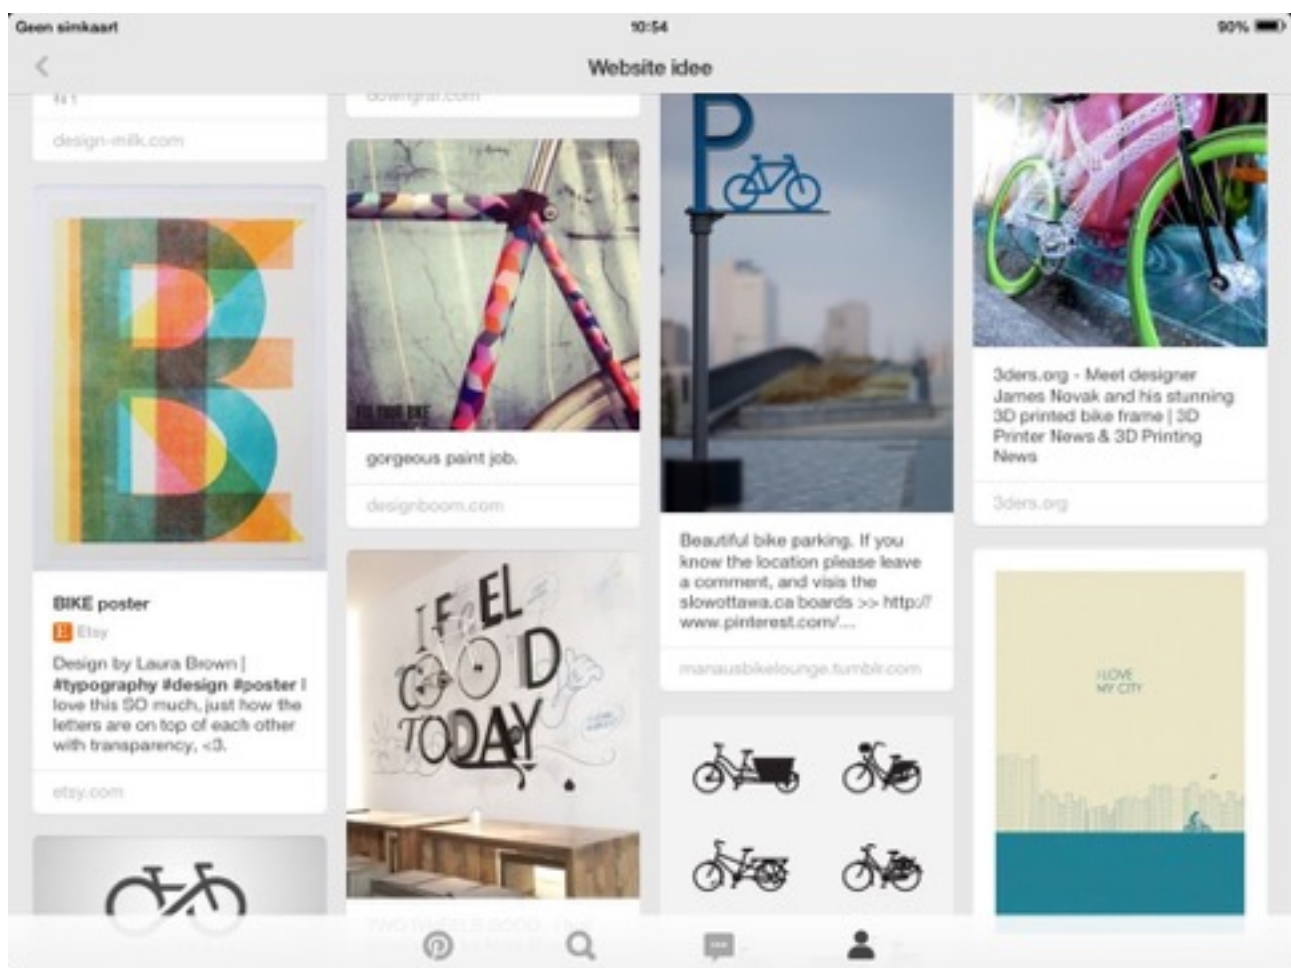 Geen simkaart
10:54
90%
Website idee
design-milk.com
BIKE poster
Etsy
Design by Laura Brown |
#typography #design #poster I
love this SO much, just how the
letters are on top of each other
with transparency, <3.
etsy.com
gorgeous paint job.
designboom.com
I FEEL
GOOD
TODAY
P
Beautiful bike parking. If you
know the location please leave
a comment, and visis the
slowottawa.ca boards >> http://
www.pinterest.com/....
manausbikelounge.tumblr.com
3ders.org - Meet designer
James Novak and his stunning
3D printed bike frame | 3D
Printer News & 3D Printing
News
3ders.org
I LOVE
MY CITY